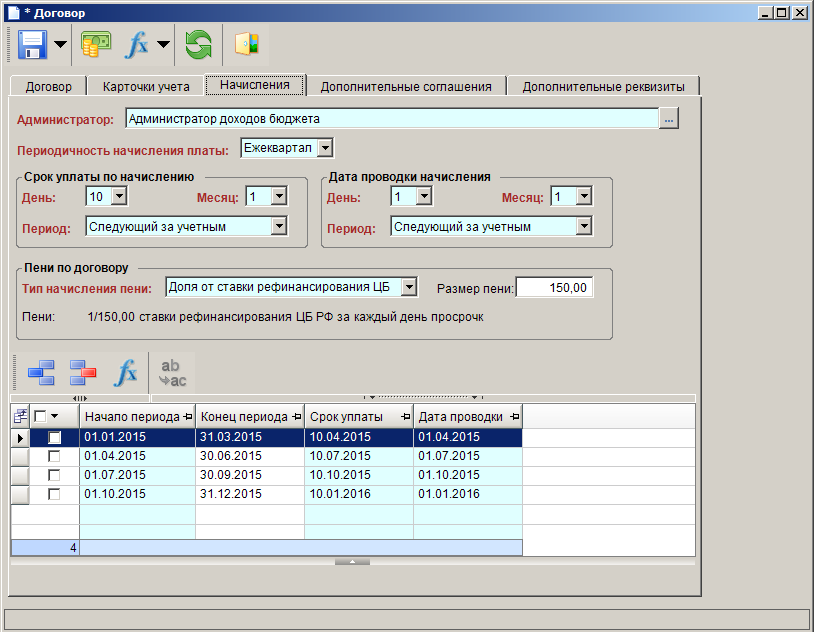 * Договор
Договор Карточки учета Начисления Дополнительные соглашения Дополнительные реквизиты
Администратор: Администратор доходов бюджета ...
Периодичность начисления платы: Ежеквартал
Срок уплаты по начислению Дата проводки начисления
День: 10 Месяц: 1 День: 1 Месяц: 1
Период: Следующий за учетным Период: Следующий за учетным
Пени по договору
Тип начисления пени: Доля от ставки рефинансирования ЦБ Размер пени: 150,00
Пени: 1/150,00 ставки рефинансирования ЦБ РФ за каждый день просрочк
ab
ac
Начало периода Конец периода Срок уплаты Дата проводки
01.01.2015 31.03.2015 10.04.2015 01.04.2015
01.04.2015 30.06.2015 10.07.2015 01.07.2015
01.07.2015 30.09.2015 10.10.2015 01.10.2015
01.10.2015 31.12.2015 10.01.2016 01.01.2016
4